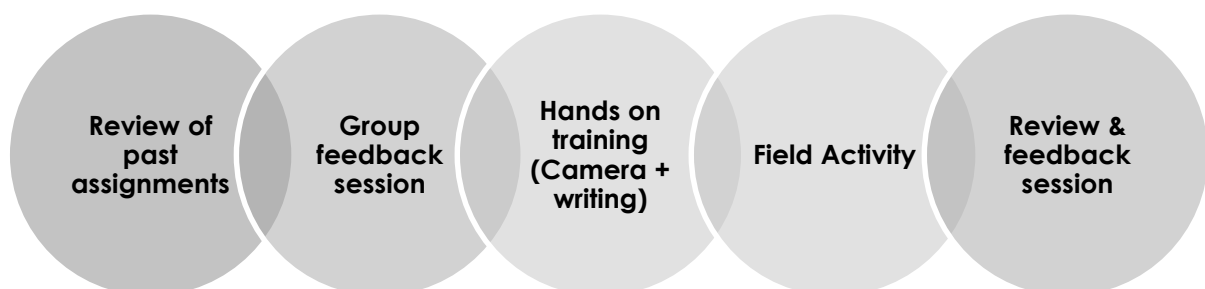 Review of
past
assignments
Group
feedback
session
Hands on
training
(Camera +
writing)
Field Activity
Review &
feedback
session